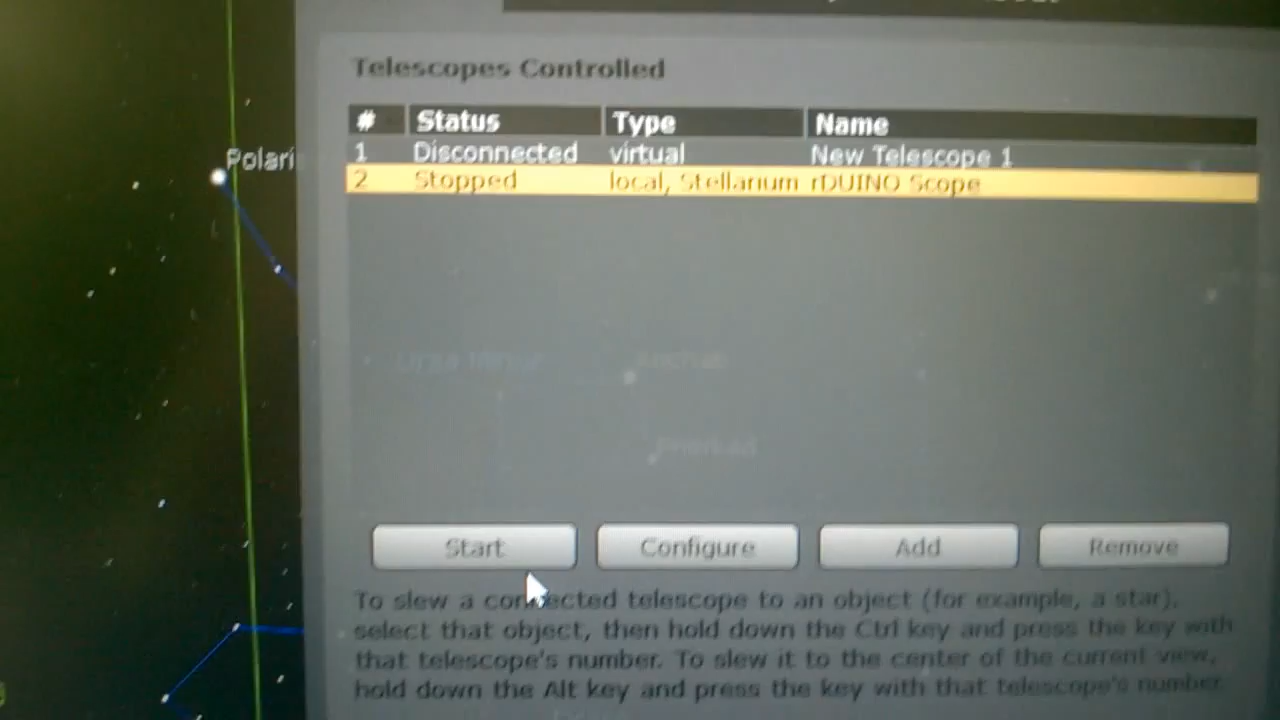 Telescopes Controlled
# Status Type Name
1 Disconnected virtual New Telescope 1
2 Stopped local, Stellarium rDUINO Scope
Polari
Start Configure Add Remove
To slew a connected telescope to an object (for example, a star),
select that object, then hold down the Ctrl key and press the key with
that telescope's number. To slew it to the center of the current view,
hold down the Alt key and press the key with that telescope's number.